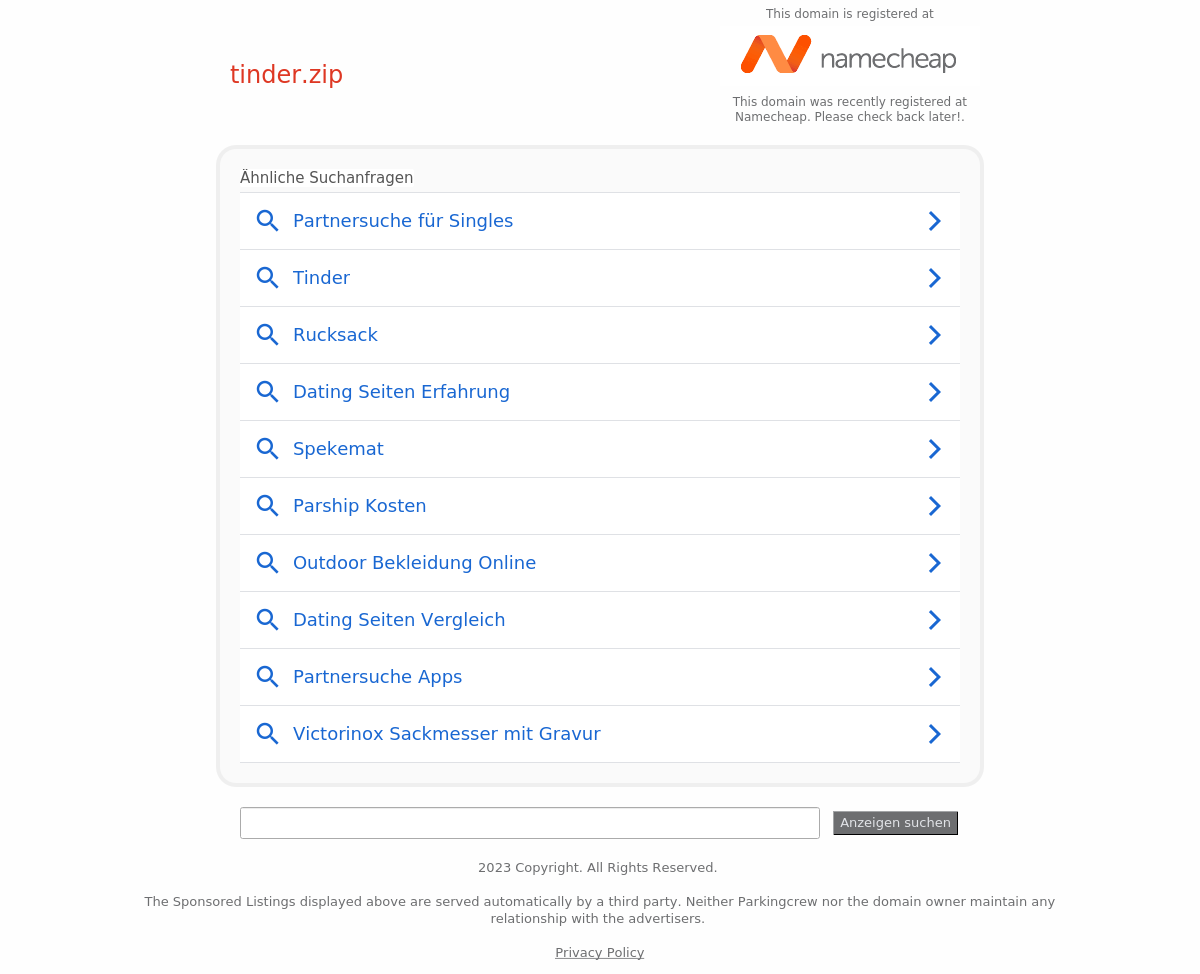 This domain is registered at
namecheap
tinder.zip
This domain was recently registered at
Namecheap. Please check back later!.
Ähnliche Suchanfragen
Partnersuche für Singles
Tinder
Rucksack
Dating Seiten Erfahrung
Spekemat
Parship Kosten
Outdoor Bekleidung Online
Dating Seiten Vergleich
Partnersuche Apps
Victorinox Sackmesser mit Gravur
Anzeigen suchen
2023 Copyright. All Rights Reserved.
The Sponsored Listings displayed above are served automatically by a third party. Neither Parkingcrew nor the domain owner maintain any
relationship with the advertisers.
Privacy Policy